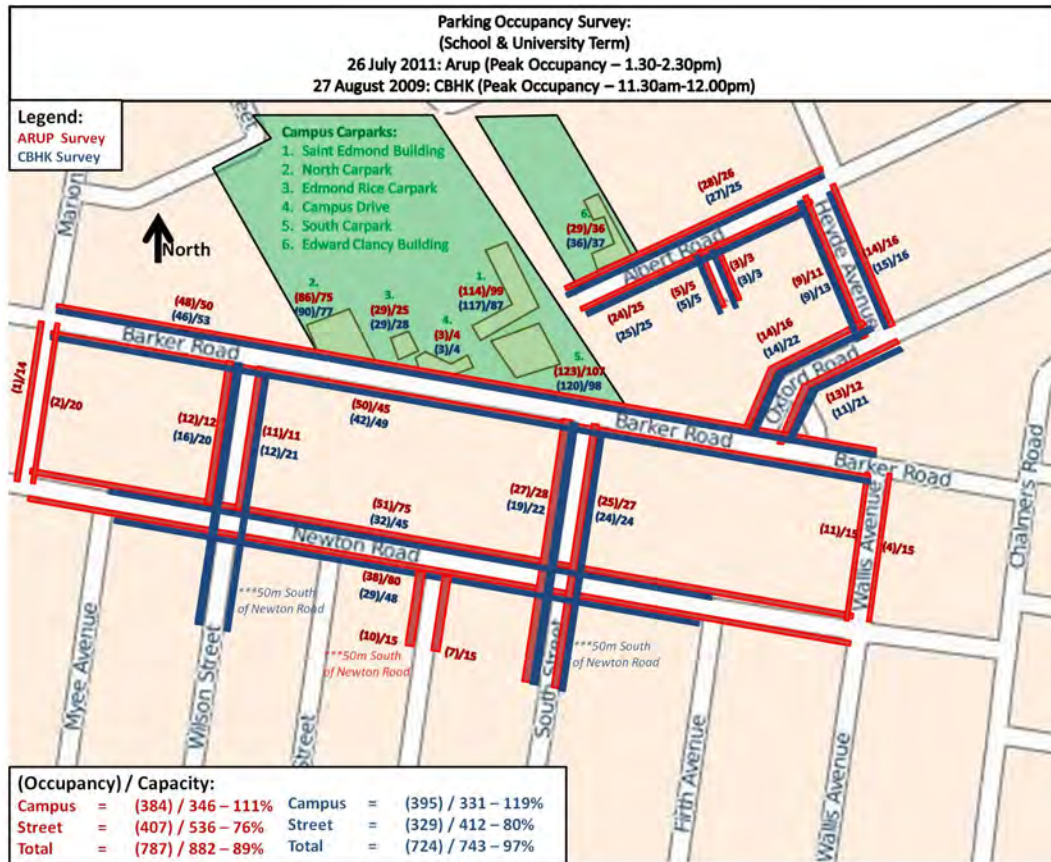 Parking Occupancy Survey:
(School & University Term)
26 July 2011: Arup (Peak Occupancy – 1.30-2.30pm)
27 August 2009: CBHK (Peak Occupancy – 11.30am-12.00pm)
Legend:
ARUP Survey
CBHK Survey
Street
Marion
North
Campus Carparks:
1. Saint Edmond Building
2. North Carpark
3. Edmond Rice Carpark
4. Campus Drive
5. South Carpark
6. Edward Clancy Building
6.
(29)/36
(36)/37
(28)/26
(27)/25
Albert Road
Heyde Avenue
(14)/16
(15)/16
(3)/3
(3)/3
(5)/5
(5)/5
(9)/11
(9)/13
(24)/25
(25)/25
(14)/16
(14)/22
Oxford Road
(13)/12
(11)/21
1.
(114)/99
(117)/87
2.
(86)/75
(90)/77
3.
(29)/25
(29)/28
4.
(3)/4
(3)/4
5.
(123)/107
(120)/98
(48)/50
(46)/53
Barker Road
(50)/45
(42)/49
Barker Road
Barker Road
(1)/14
(2)/20
(12)/12
(16)/20
(11)/11
(12)/21
(27)/28
(19)/22
(25)/27
(24)/24
(11)/15
(4)/15
Wallis Avenue
Chalmers Road
(51)/75
(32)/45
Newton Road
(38)/80
(29)/48
***50m South
of Newton Road
(10)/15
***50m South
of Newton Road
(7)/15
***50m South
of Newton Road
Myee Avenue
Wilson Street
Street
South Street
Firth Avenue
Wallis Avenue
(Occupancy) / Capacity:
Campus = (384) / 346 – 111% Campus = (395) / 331 – 119%
Street = (407) / 536 – 76% Street = (329) / 412 – 80%
Total = (787) / 882 – 89% Total = (724) / 743 – 97%